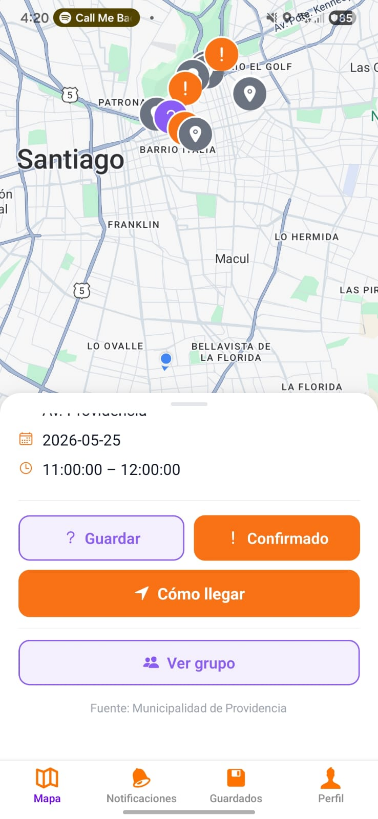 4:20
Call Me Ba
85
Av. Pdte. Kenne
IO EL GOLF
Las C
5
PATRON
N
Santiago
BARRIO ITALIA
ón
al
FRANKLIN
LO HERMIDA
Macul
5
LAS PIR
LO OVALLE
BELLAVISTA DE
LA FLORIDA
LA FLORIDA
Av. Providencia
2026-05-25
11:00:00 – 12:00:00
? Guardar
! Confirmado
Cómo llegar
Ver grupo
Fuente: Municipalidad de Providencia
Mapa
Notificaciones
Guardados
Perfil